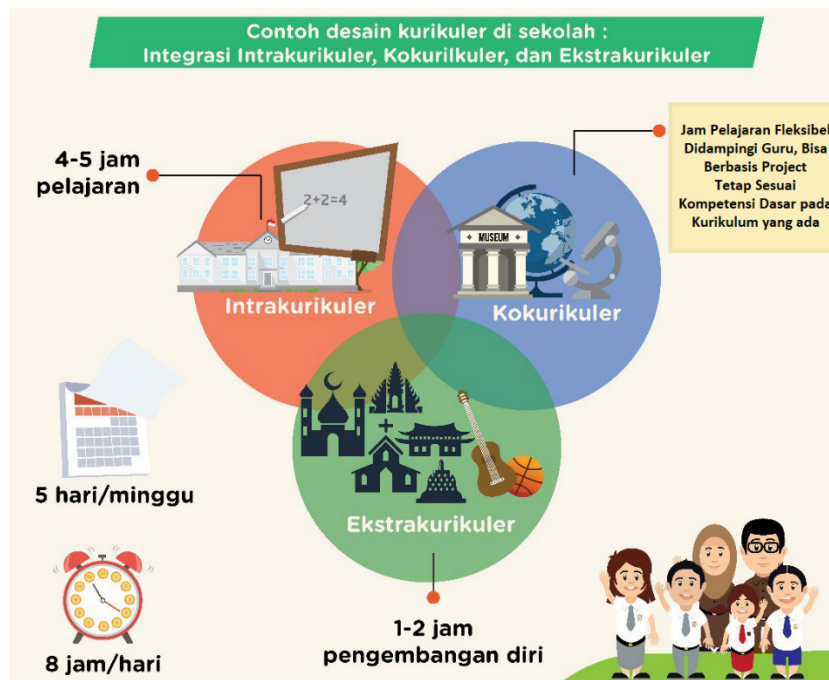 Contoh desain kurikuler di sekolah :
Integrasi Intrakurikuler, Kokurilkuler, dan Ekstrakurikuler
4-5 jam
pelajaran
Jam Pelajaran Fleksibel
Didampingi Guru, Bisa
Berbasis Project
Tetap Sesuai
Kompetensi Dasar pada
Kurikulum yang ada
2+2=4
MUSEUM
Intrakurikuler
Kokurikuler
5 hari/minggu
Ekstrakurikuler
8 jam/hari
1-2 jam
pengembangan diri